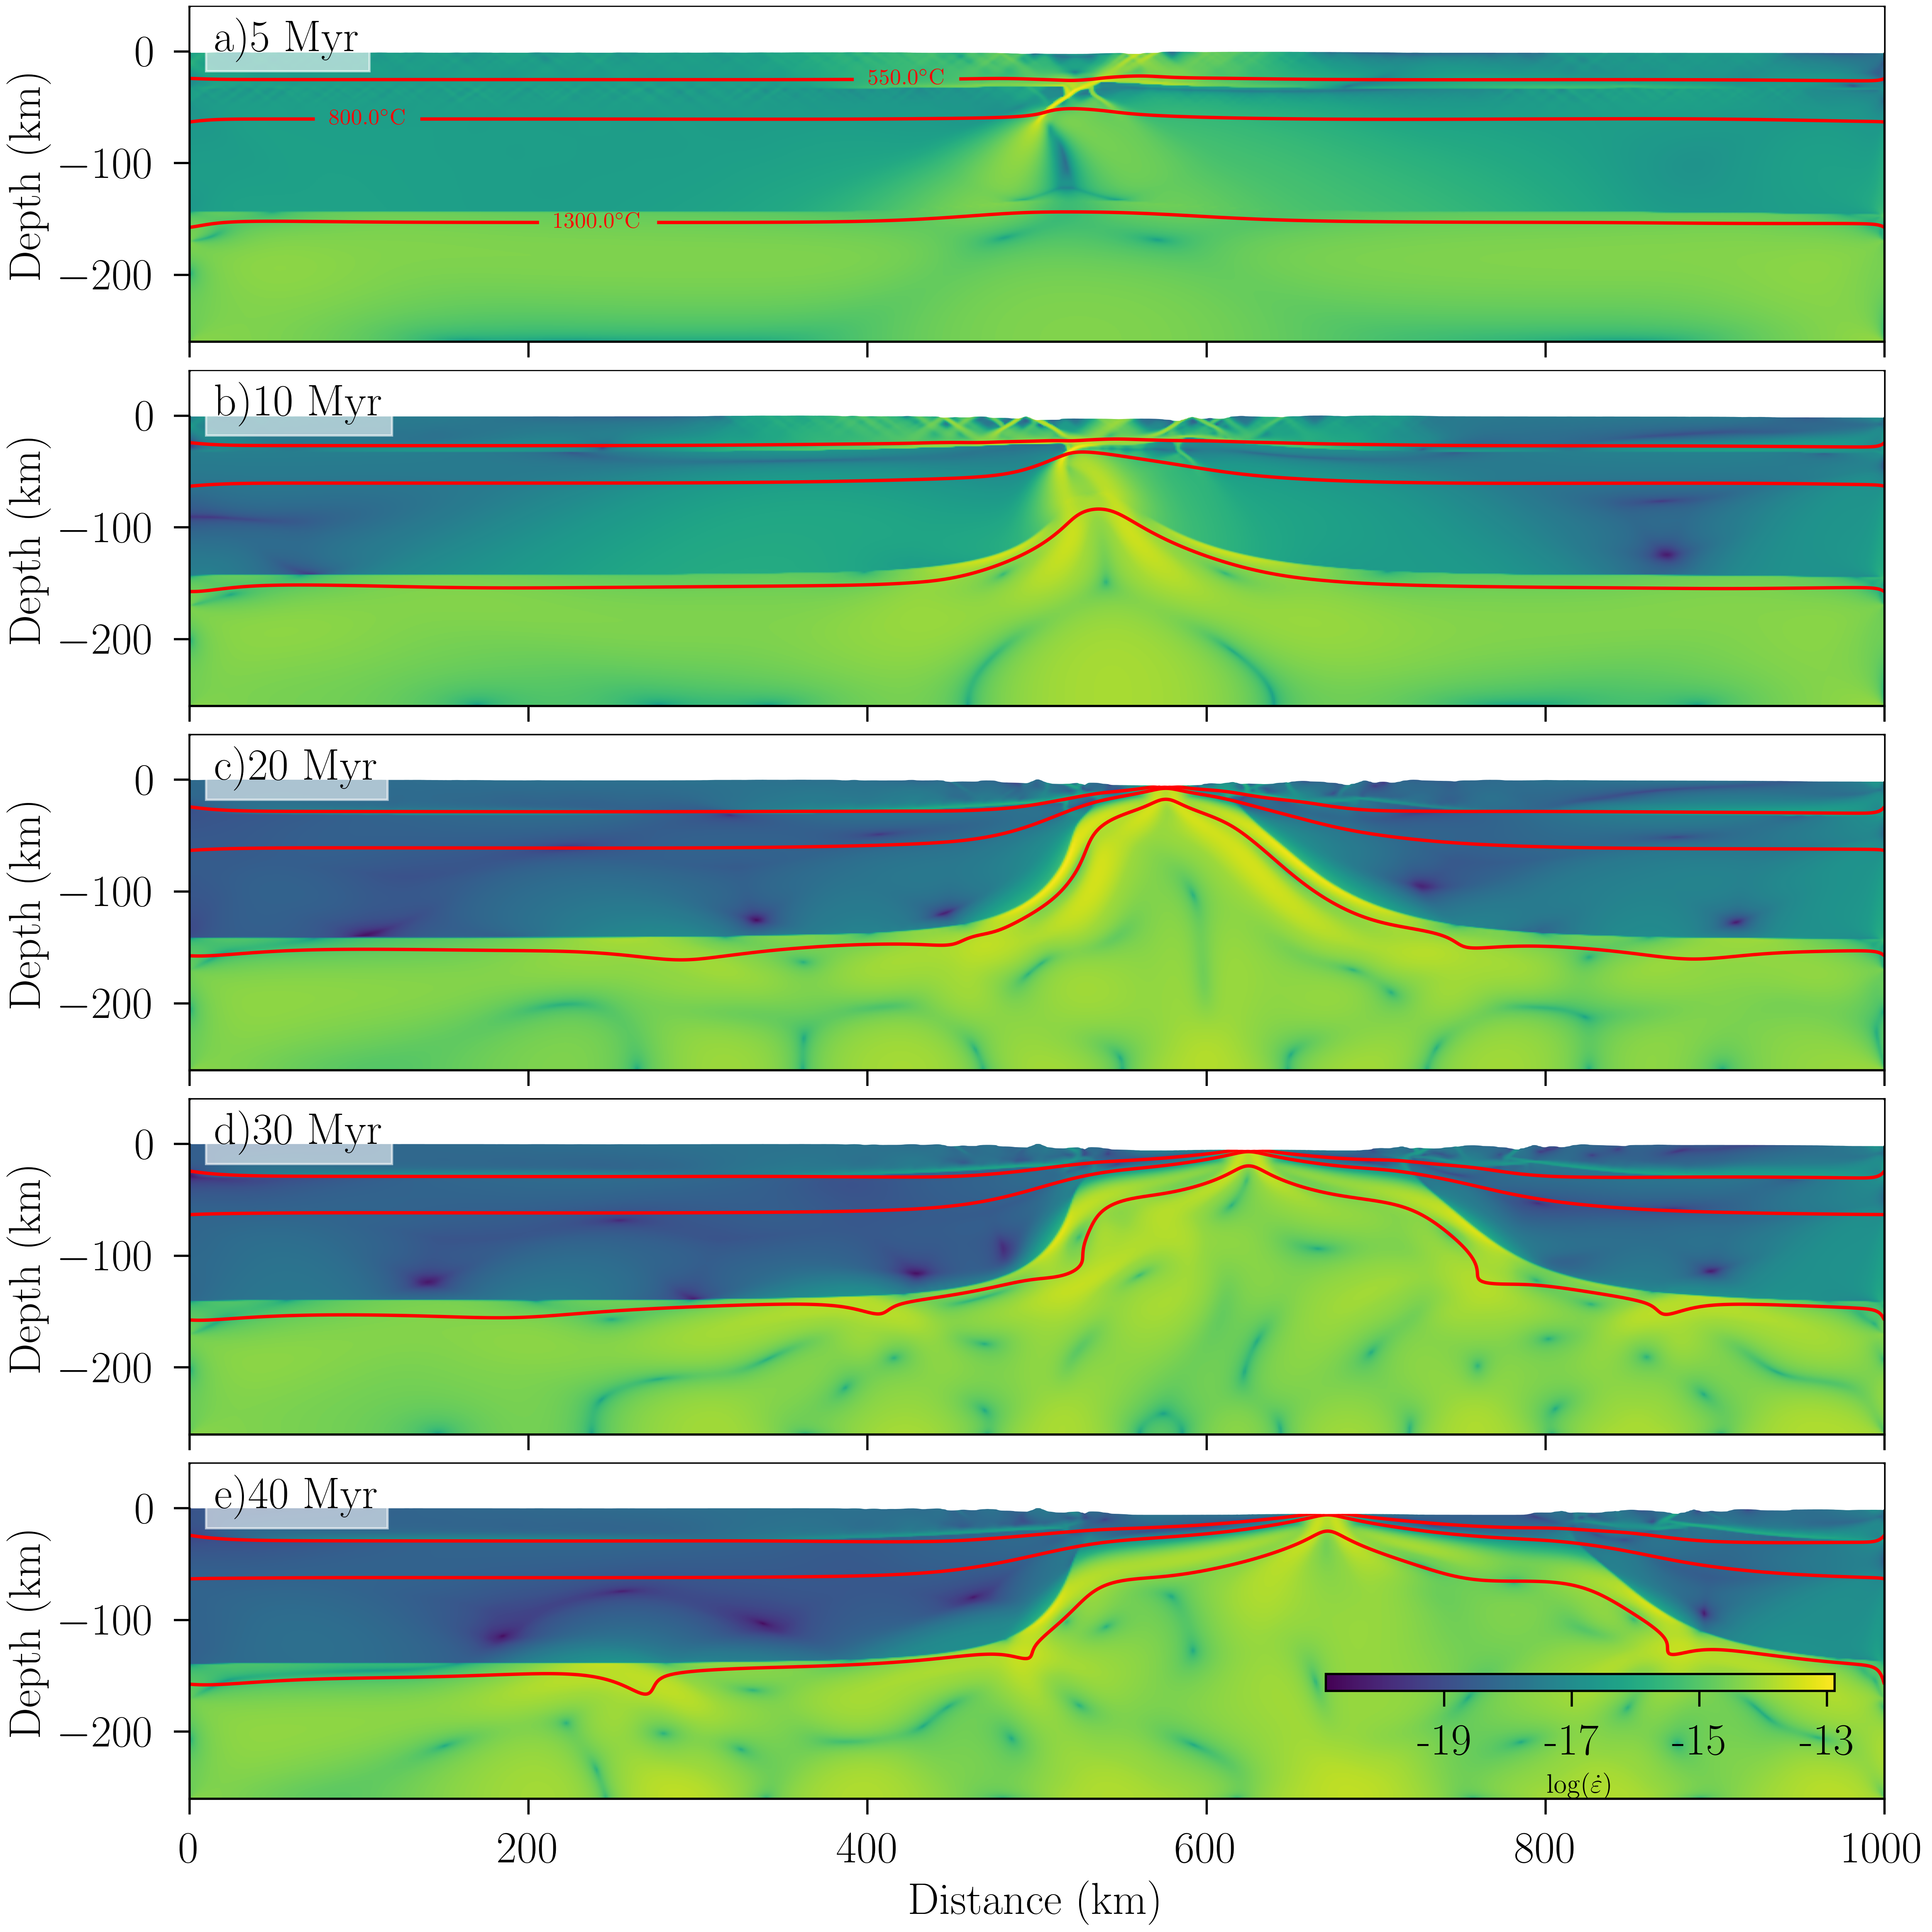 a)5 Myr
0
−100
−200
Depth (km)
550.0°C
800.0°C
1300.0°C
b)10 Myr
0
−100
−200
Depth (km)
c)20 Myr
0
−100
−200
Depth (km)
d)30 Myr
0
−100
−200
Depth (km)
e)40 Myr
0
−100
−200
Depth (km)
-19 -17 -15 -13
log(ε̇)
0 200 400 600 800 1000
Distance (km)